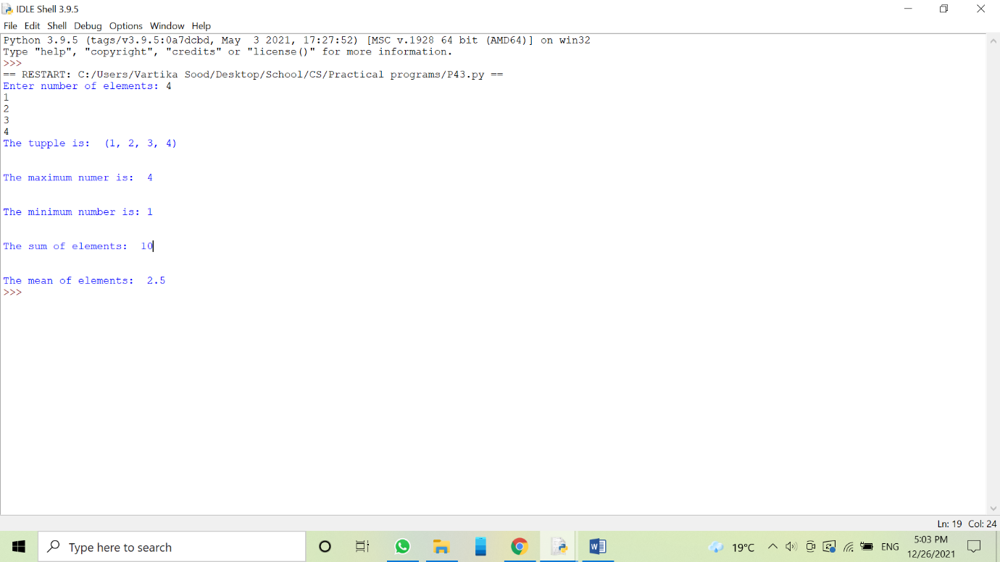 IDLE Shell 3.9.5
File Edit Shell Debug Options Window Help
Python 3.9.5 (tags/v3.9.5:0a7dcbd, May  3 2021, 17:27:52) [MSC v.1928 64 bit (AMD64)] on win32
Type "help", "copyright", "credits" or "license()" for more information.
>>>
== RESTART: C:/Users/Vartika Sood/Desktop/School/CS/Practical programs/P43.py ==
Enter number of elements: 4
1
2
3
4
The tupple is:  (1, 2, 3, 4)
The maximum numer is:  4
The minimum number is: 1
The sum of elements:  10
The mean of elements:  2.5
>>>
Ln: 19 Col: 24
Type here to search
19°C
ENG
5:03 PM
12/26/2021